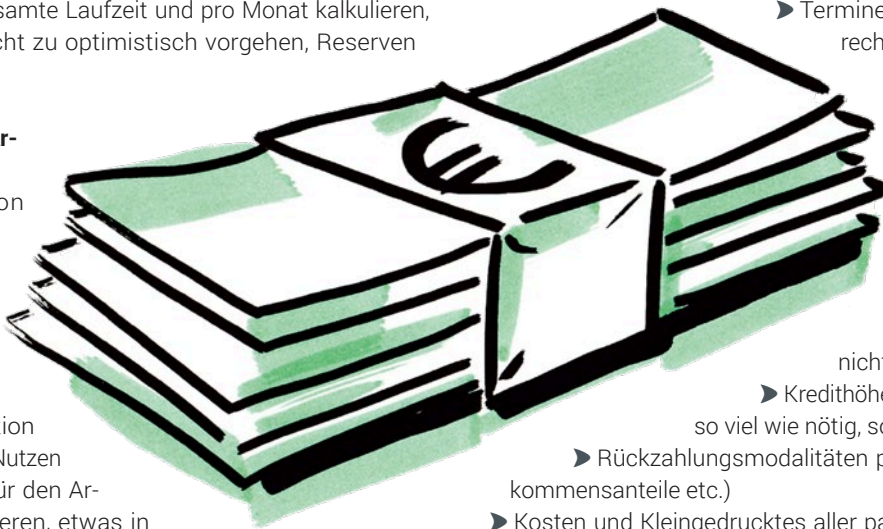 samte Laufzeit und pro Monat kalkulieren,
cht zu optimistisch vorgehen, Reserven
r-
on
€
tion
Nutzen
ür den Ar-
eren, etwas in
➤ Termine
rech
nicht
➤ Kredithöhe
so viel wie nötig, so
➤ Rückzahlungsmodalitäten p
kommensanteile etc.)
➤ Kosten und Kleingedrucktes aller pa